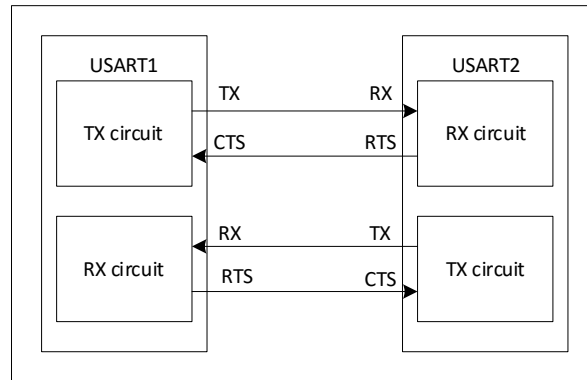 USART1 USART2
TX RX
TX circuit RX circuit
CTS RTS
RX TX
RX circuit TX circuit
RTS CTS